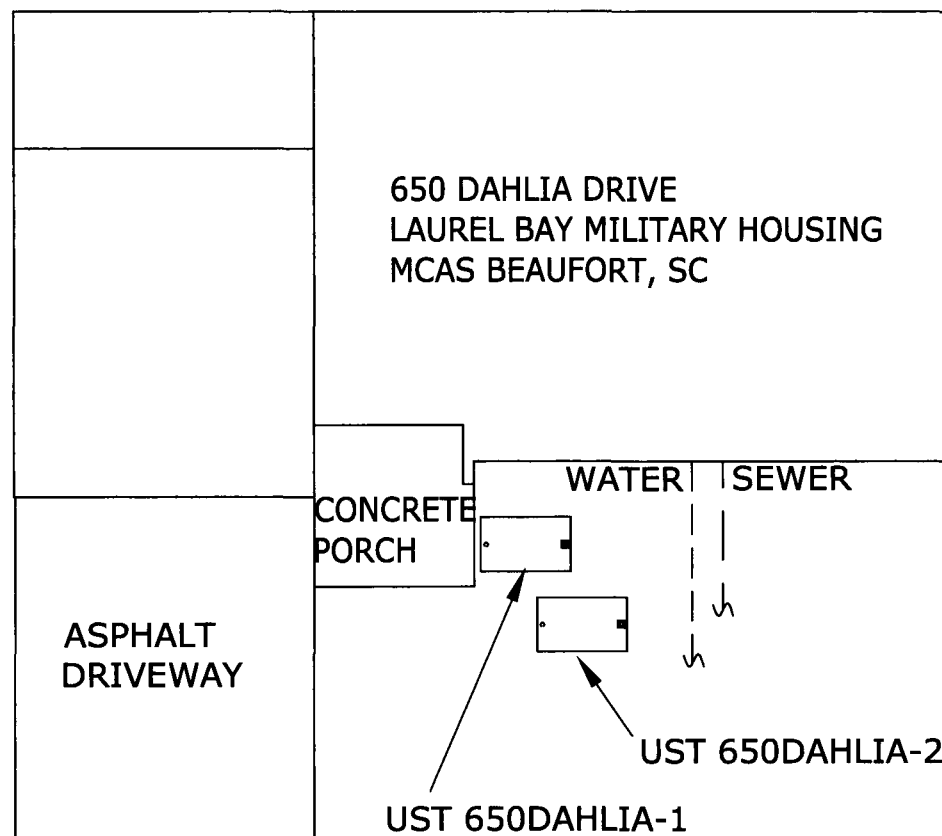 650 DAHLIA DRIVE
LAUREL BAY MILITARY HOUSING
MCAS BEAUFORT, SC
WATER
SEWER
CONCRETE
PORCH
ASPHALT
DRIVEWAY
UST 650DAHLIA-2
UST 650DAHLIA-1